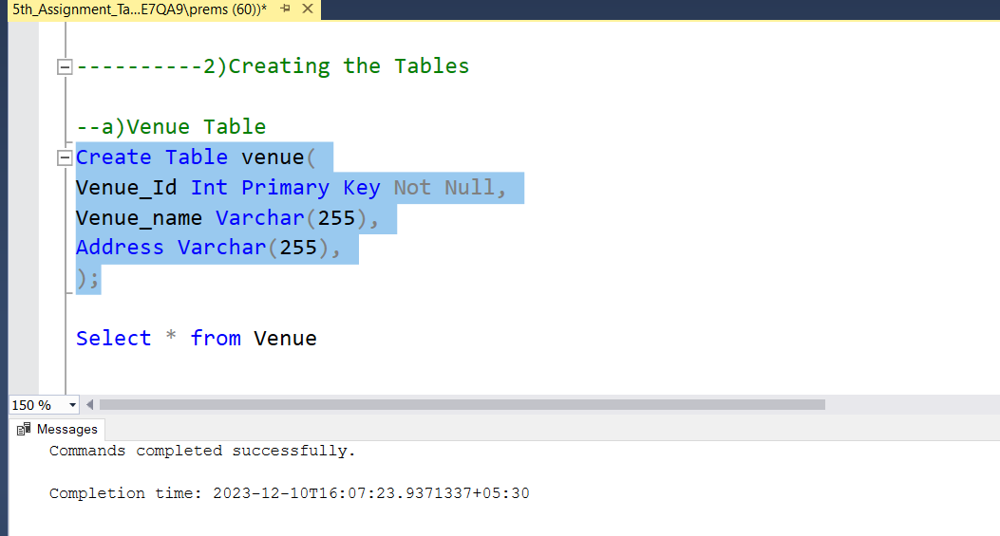 5th_Assignment_Ta...E7QA9\prems (60))*
----------2)Creating the Tables
--a)Venue Table
Create Table venue(
Venue_Id Int Primary Key Not Null,
Venue_name Varchar(255),
Address Varchar(255),
);
Select * from Venue
150 %
Messages
Commands completed successfully.
Completion time: 2023-12-10T16:07:23.9371337+05:30